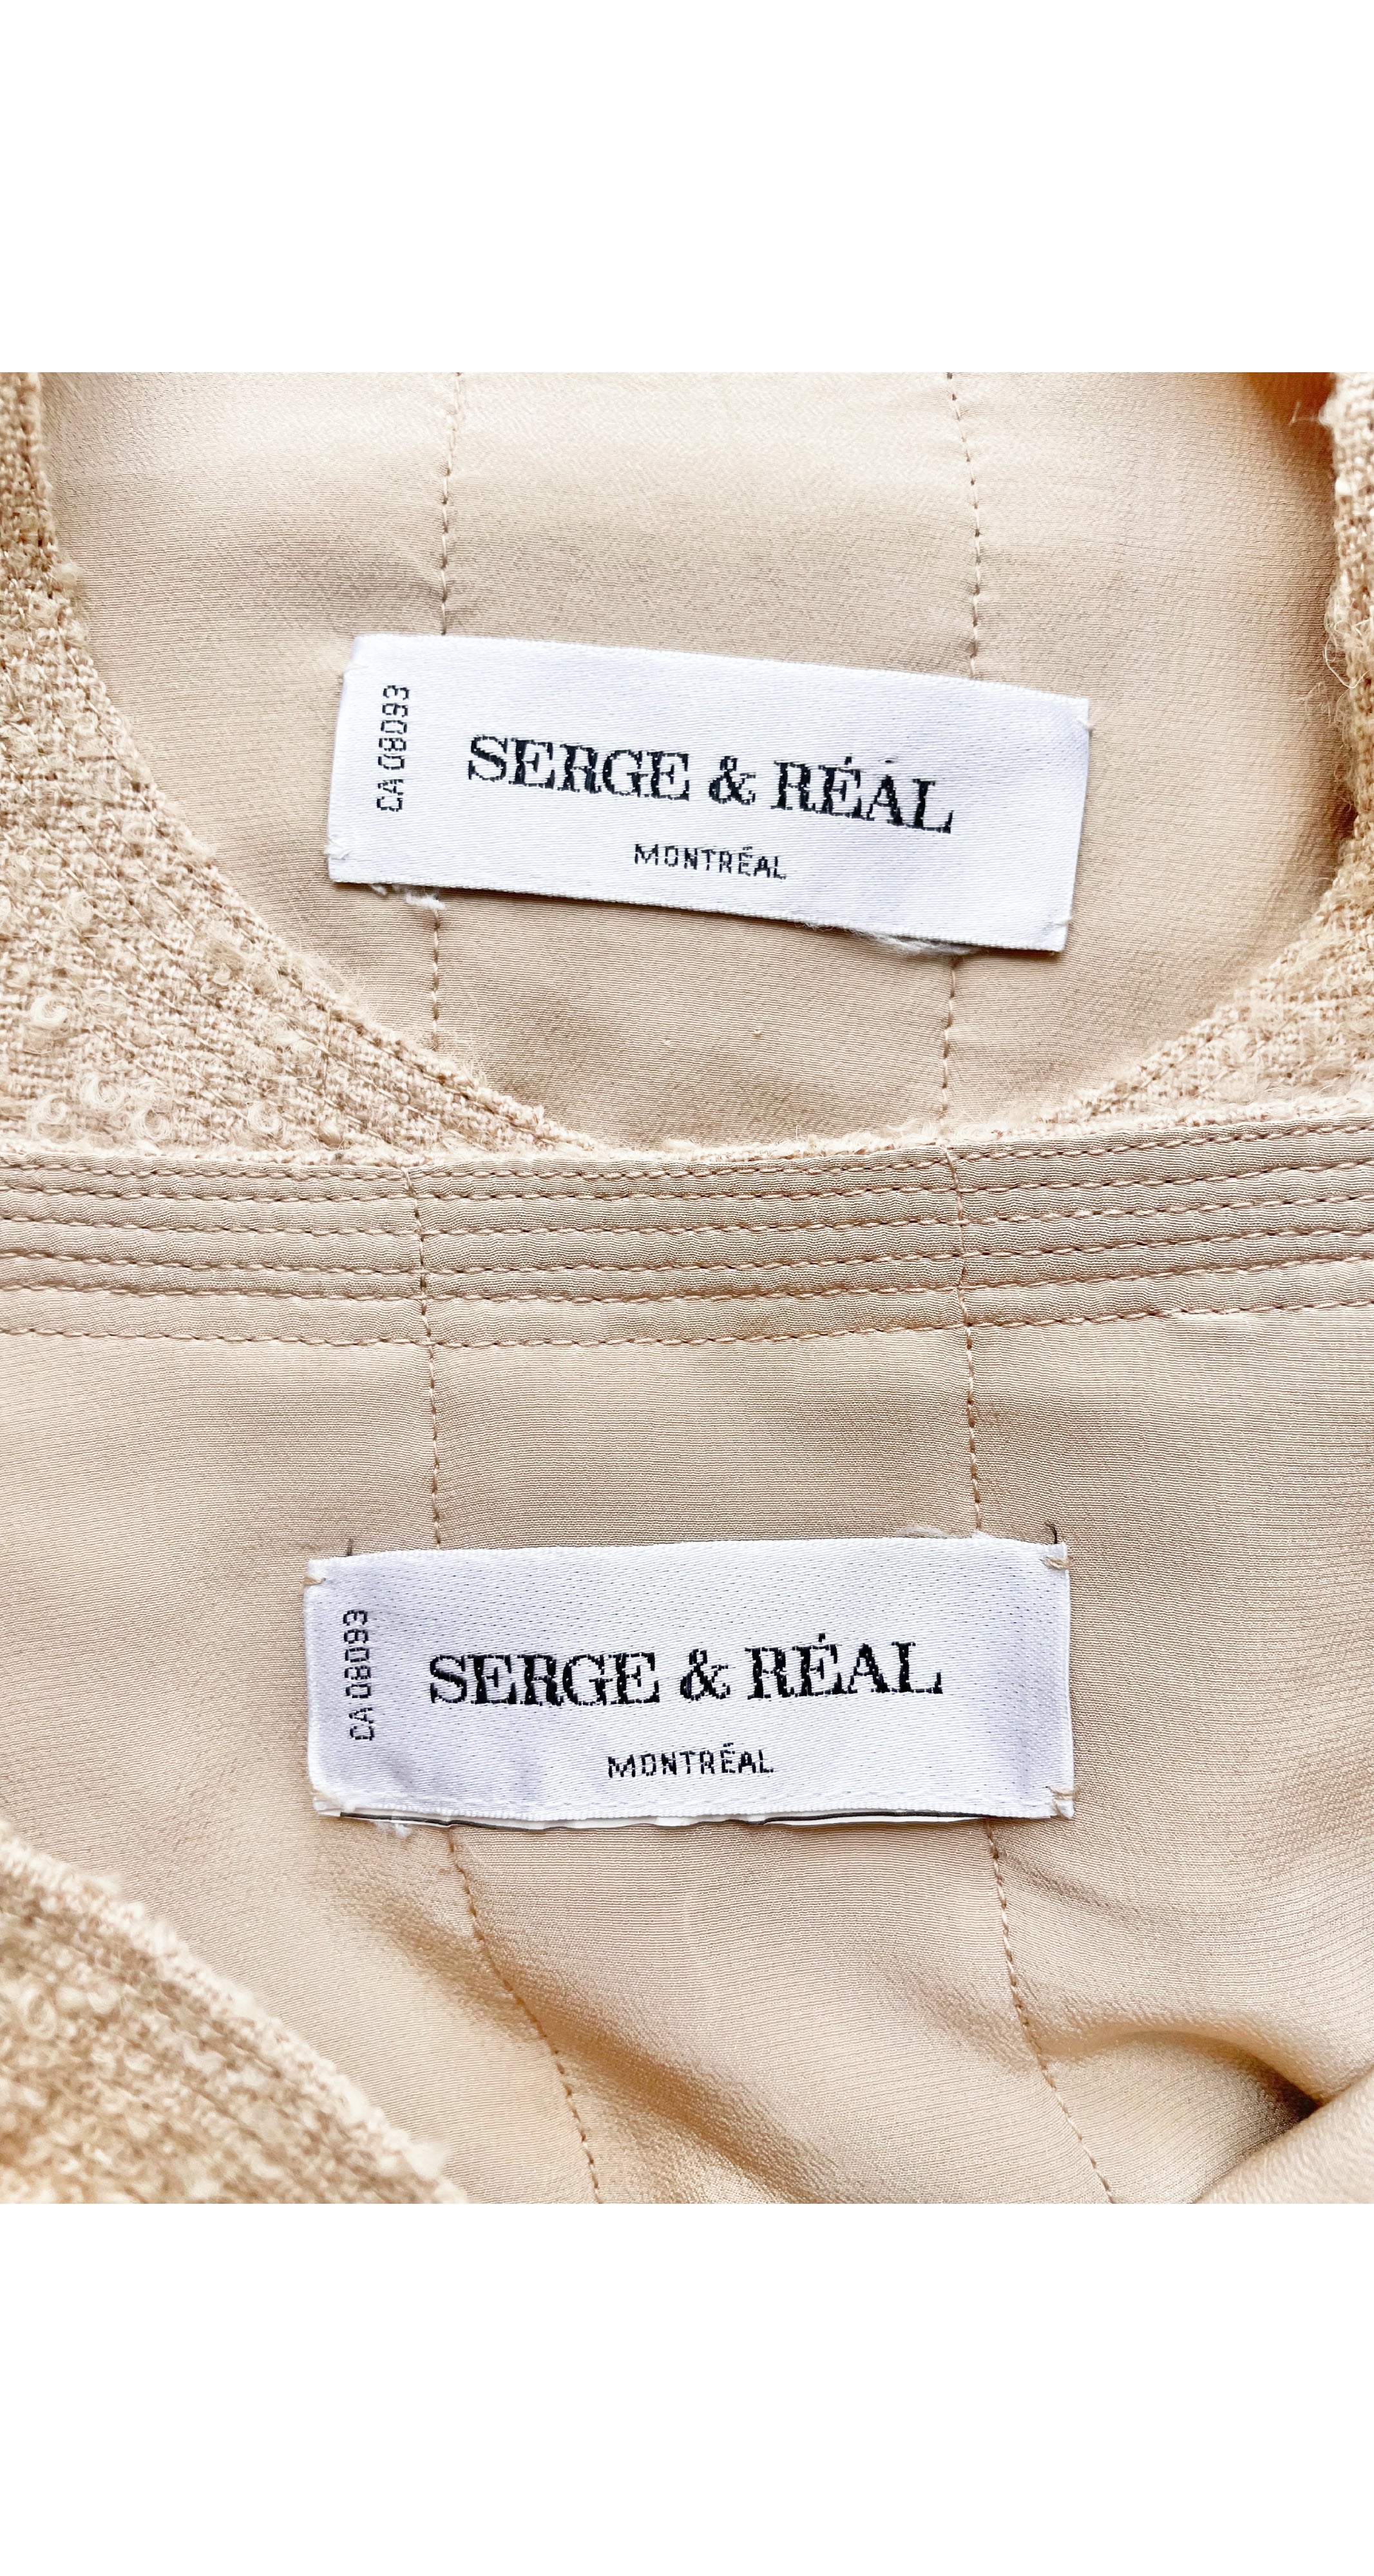 CA 08093
SERGE & RÉAL
MONTRÉAL
CA 08093
SERGE & RÉAL
MONTRÉAL